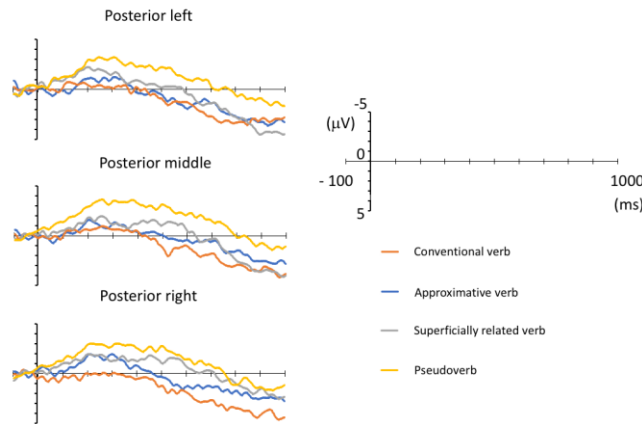 Posterior left
Posterior middle
Posterior right
-5
(μV)
0
- 100
1000
(ms)
5
Conventional verb
Approximative verb
Superficially related verb
Pseudoverb